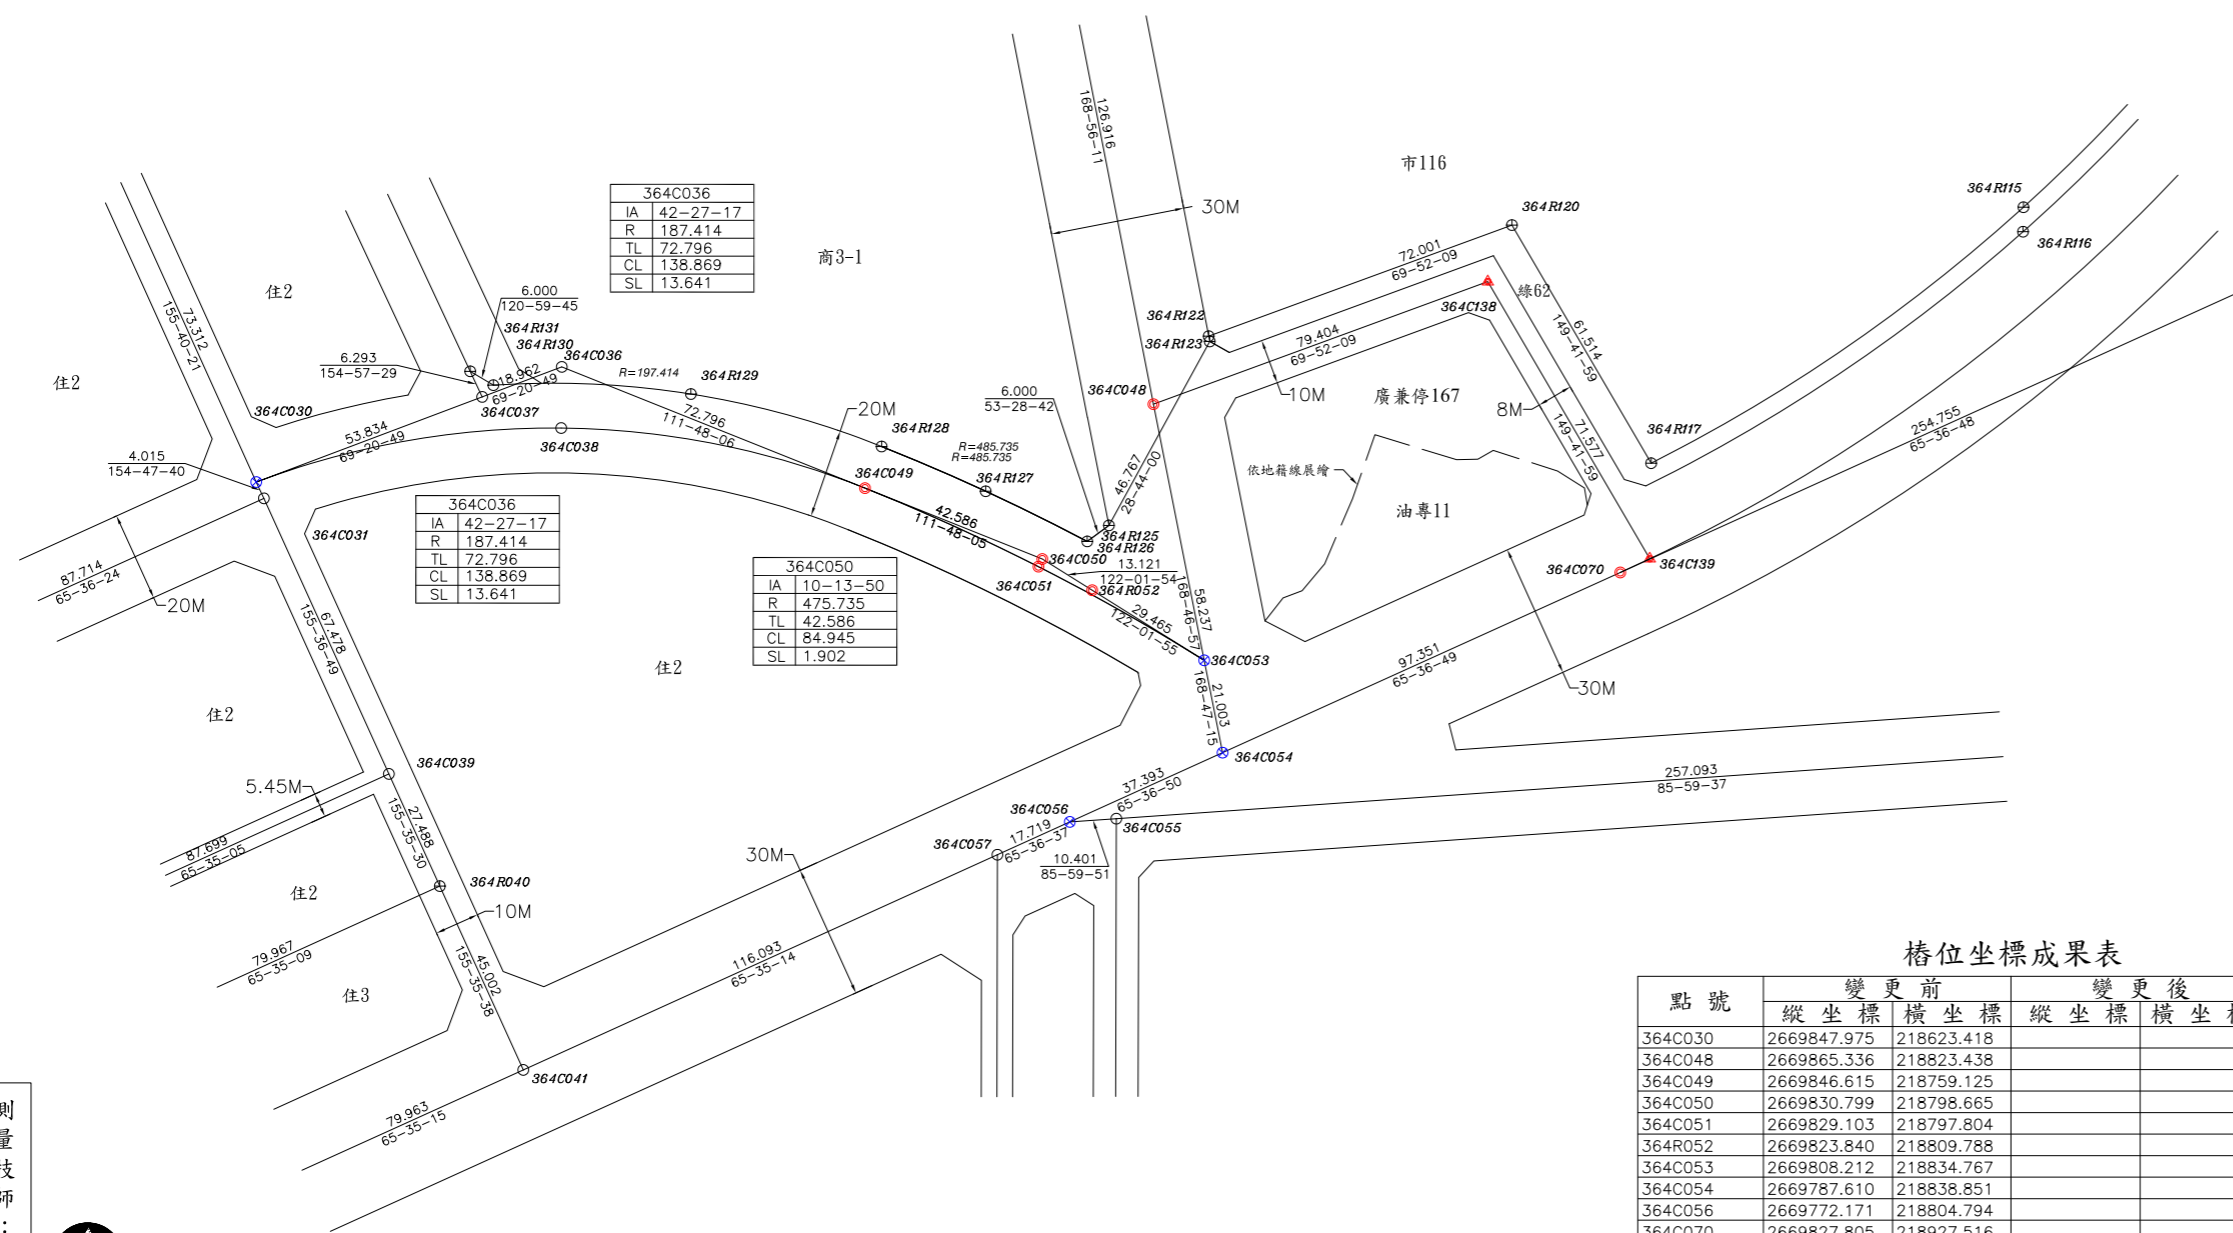 市116
364R115
364R116
364R120
126.916
168-56-11
30M
72.001
69-52-09
綠62
364C138
364R122
364R123
79.404
69-52-09
61.514
149-41-59
364C036
IA 42-27-17
R 187.414
TL 72.796
CL 138.869
SL 13.641
商3-1
住2
73.312
155-40-21
6.000
120-59-45
364R131
364R130
364C036
R=197.414
364R129
6.293
154-57-29
18.962
69-20-49
住2
364C030
364C037
364C038
53.834
69-20-49
72.796
111-48-06
20M
364R128
R=485.735
R=485.735
364R127
6.000
53-28-42
364C048
10M
廣兼停167
8M
71.577
149-41-59
254.755
65-36-48
364R117
4.015
154-47-40
364C049
依地籍線展繪
46.767
28-44-00
油專11
364C036
IA 42-27-17
R 187.414
TL 72.796
CL 138.869
SL 13.641
364C031
42.586
111-48-05
364R125
364R126
364C050
364C051
13.121
122-01-54
364R052
364C070
364C139
87.714
65-36-24
20M
364C050
IA 10-13-50
R 475.735
TL 42.586
CL 84.945
SL 1.902
29.465
122-01-55
58.237
168-46-57
364C053
67.478
155-36-49
住2
住2
97.351
65-36-49
30M
21.003
168-47-15
364C054
364C039
5.45M
37.393
65-36-50
257.093
85-59-37
27.488
155-35-30
364C056
364C055
87.699
65-35-05
17.719
65-36-37
364C057
30M
10.401
85-59-51
住2
364R040
10M
79.967
65-35-09
116.093
65-35-14
45.002
155-35-38
住3
364C041
79.963
65-35-15
樁位坐標成果表
點號 變更前 變更後
縱坐標 橫坐標 縱坐標 橫坐標
364C030 2669847.975 218623.418
364C048 2669865.336 218823.438
364C049 2669846.615 218759.125
364C050 2669830.799 218798.665
364C051 2669829.103 218797.804
364R052 2669823.840 218809.788
364C053 2669808.212 218834.767
364C054 2669787.610 218838.851
364C056 2669772.171 218804.794
364C070 2669827.805 218927.516
測量技師: